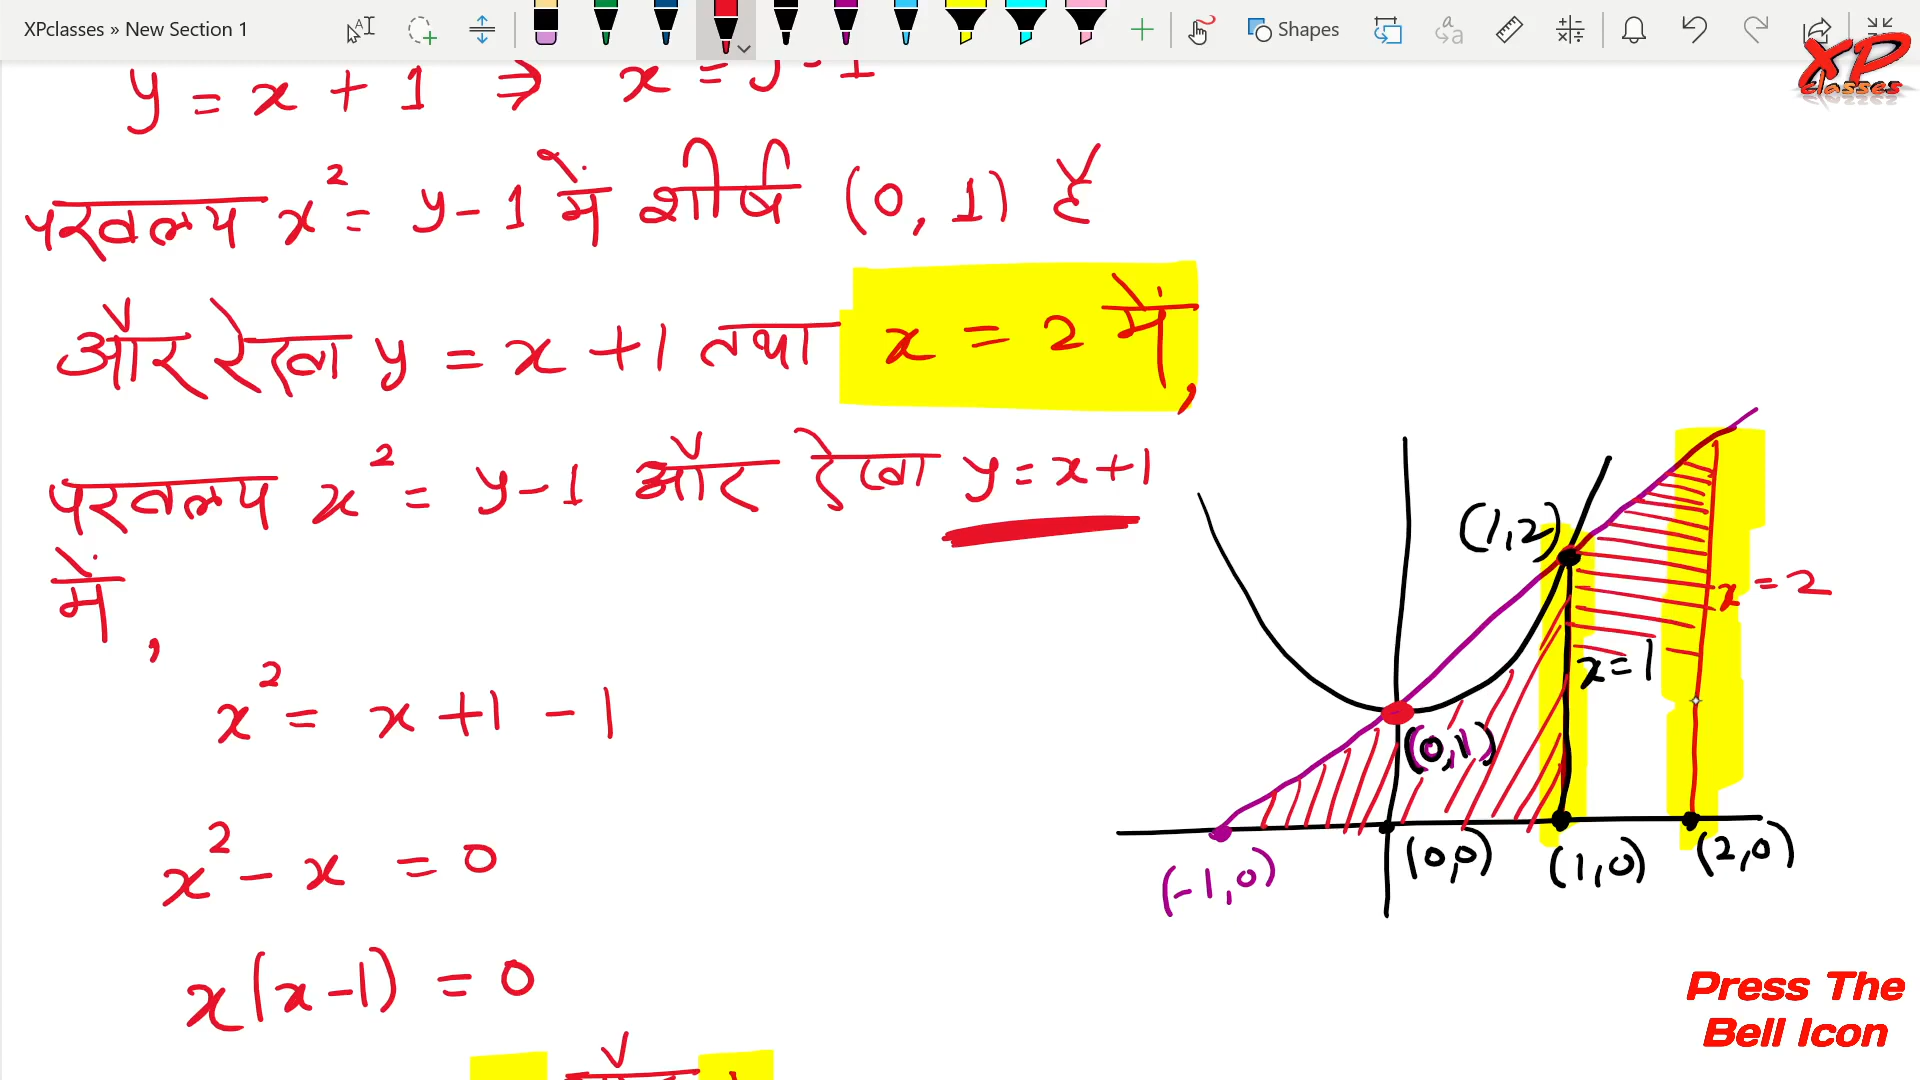 XPclasses » New Section 1
Shapes
XP
classes
y = x + 1 ⇒ x = y - 1
परवलय x² = y - 1 में शीर्ष (0, 1) है
और रेखा y = x + 1 तथा x = 2 में,
परवलय x² = y - 1 और रेखा y = x + 1
में,
x² = x + 1 - 1
x² - x = 0
x(x - 1) = 0
(1,2)
x = 2
x = 1
(0,1)
(-1,0)
(0,0)
(1,0)
(2,0)
Press The
Bell Icon